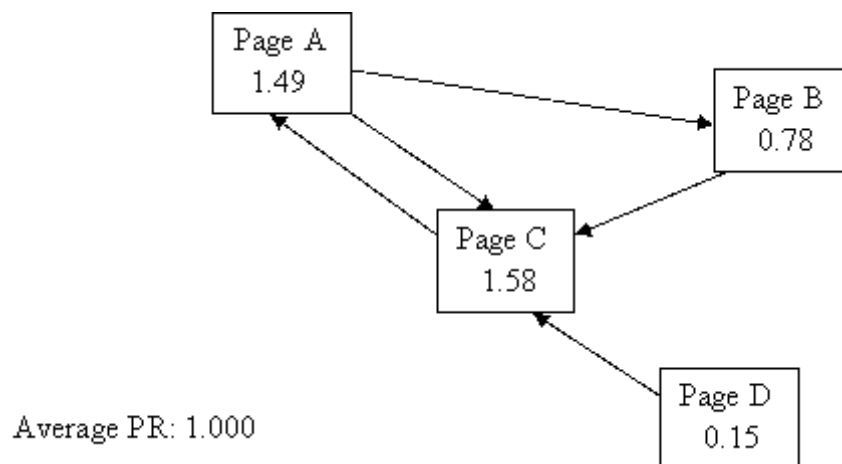 Page A
1.49
Page B
0.78
Page C
1.58
Page D
0.15
Average PR: 1.000